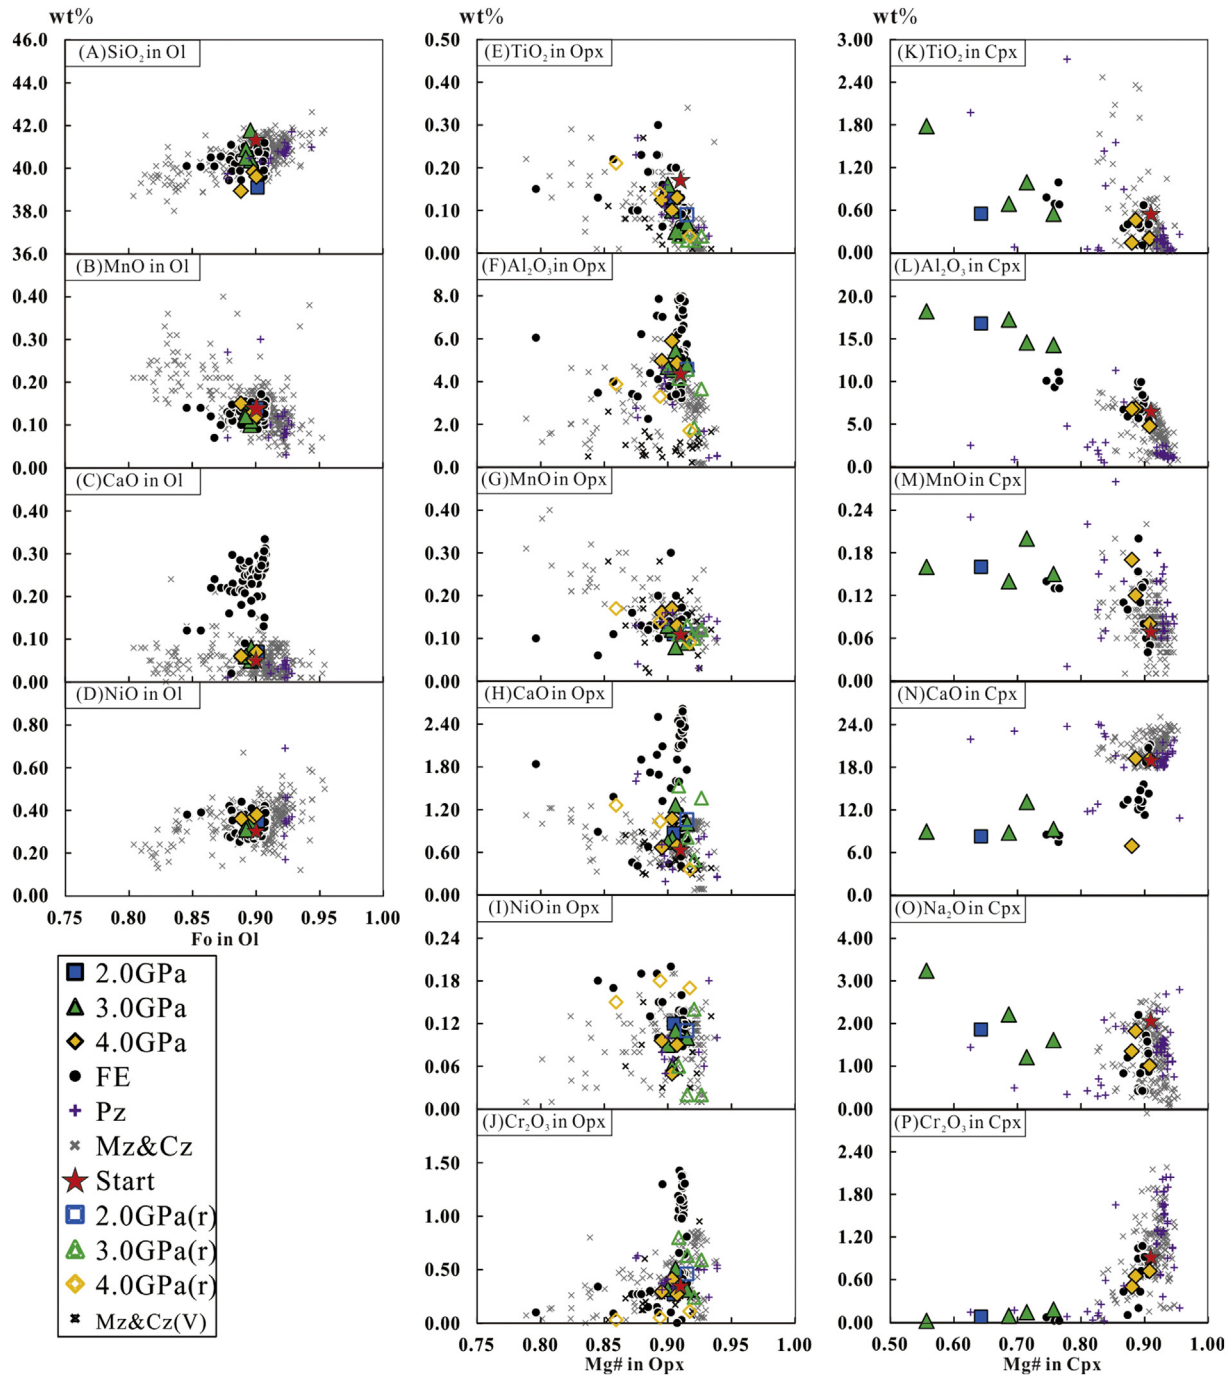 wt%
46.0
(A)SiO₂ in Ol
44.0
42.0
40.0
38.0
36.0
(B)MnO in Ol
0.40
0.30
0.20
0.10
0.00
(C)CaO in Ol
0.40
0.30
0.20
0.10
0.00
(D)NiO in Ol
0.80
0.60
0.40
0.20
0.00
0.75 0.80 0.85 0.90 0.95 1.00
Fo in Ol
2.0GPa
3.0GPa
4.0GPa
FE
Pz
Mz&Cz
Start
2.0GPa(r)
3.0GPa(r)
4.0GPa(r)
Mz&Cz(V)
wt%
0.50
(E)TiO₂ in Opx
0.40
0.30
0.20
0.10
0.00
(F)Al₂O₃ in Opx
8.0
6.0
4.0
2.0
0.0
(G)MnO in Opx
0.40
0.30
0.20
0.10
0.00
(H)CaO in Opx
2.40
1.80
1.20
0.60
0.00
(I)NiO in Opx
0.24
0.18
0.12
0.06
0.00
(J)Cr₂O₃ in Opx
1.50
1.00
0.50
0.00
0.75 0.80 0.85 0.90 0.95 1.00
Mg# in Opx
wt%
3.00
(K)TiO₂ in Cpx
2.40
1.80
1.20
0.60
0.00
(L)Al₂O₃ in Cpx
20.0
15.0
10.0
5.0
0.0
(M)MnO in Cpx
0.24
0.18
0.12
0.06
0.00
(N)CaO in Cpx
24.0
18.0
12.0
6.0
0.00
(O)Na₂O in Cpx
4.00
3.00
2.00
1.00
0.00
(P)Cr₂O₃ in Cpx
2.40
1.80
1.20
0.60
0.00
0.50 0.60 0.70 0.80 0.90 1.00
Mg# in Cpx